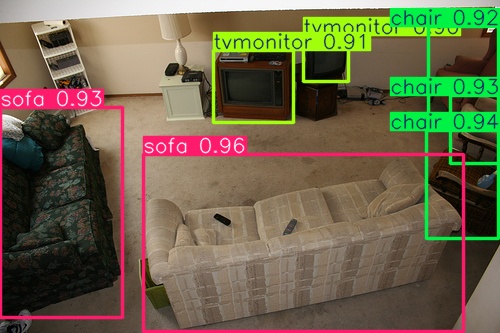 chair 0.92
tvmonitor
tvmonitor 0.91
sofa 0.93
chair 0.93
chair 0.94
sofa 0.96